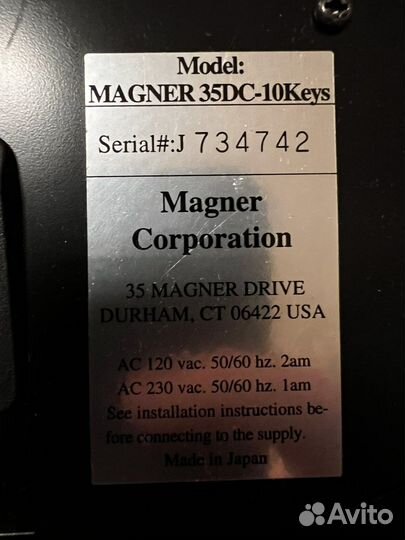 Model:
MAGNER 35DC-10Keys
Serial#:J 734742
Magner
Corporation
35 MAGNER DRIVE
DURHAM, CT 06422 USA
AC 120 vac. 50/60 hz. 2am
AC 230 vac. 50/60 hz. 1am
See installation instructions be-
fore connecting to the supply.
Made in Japan
Avito